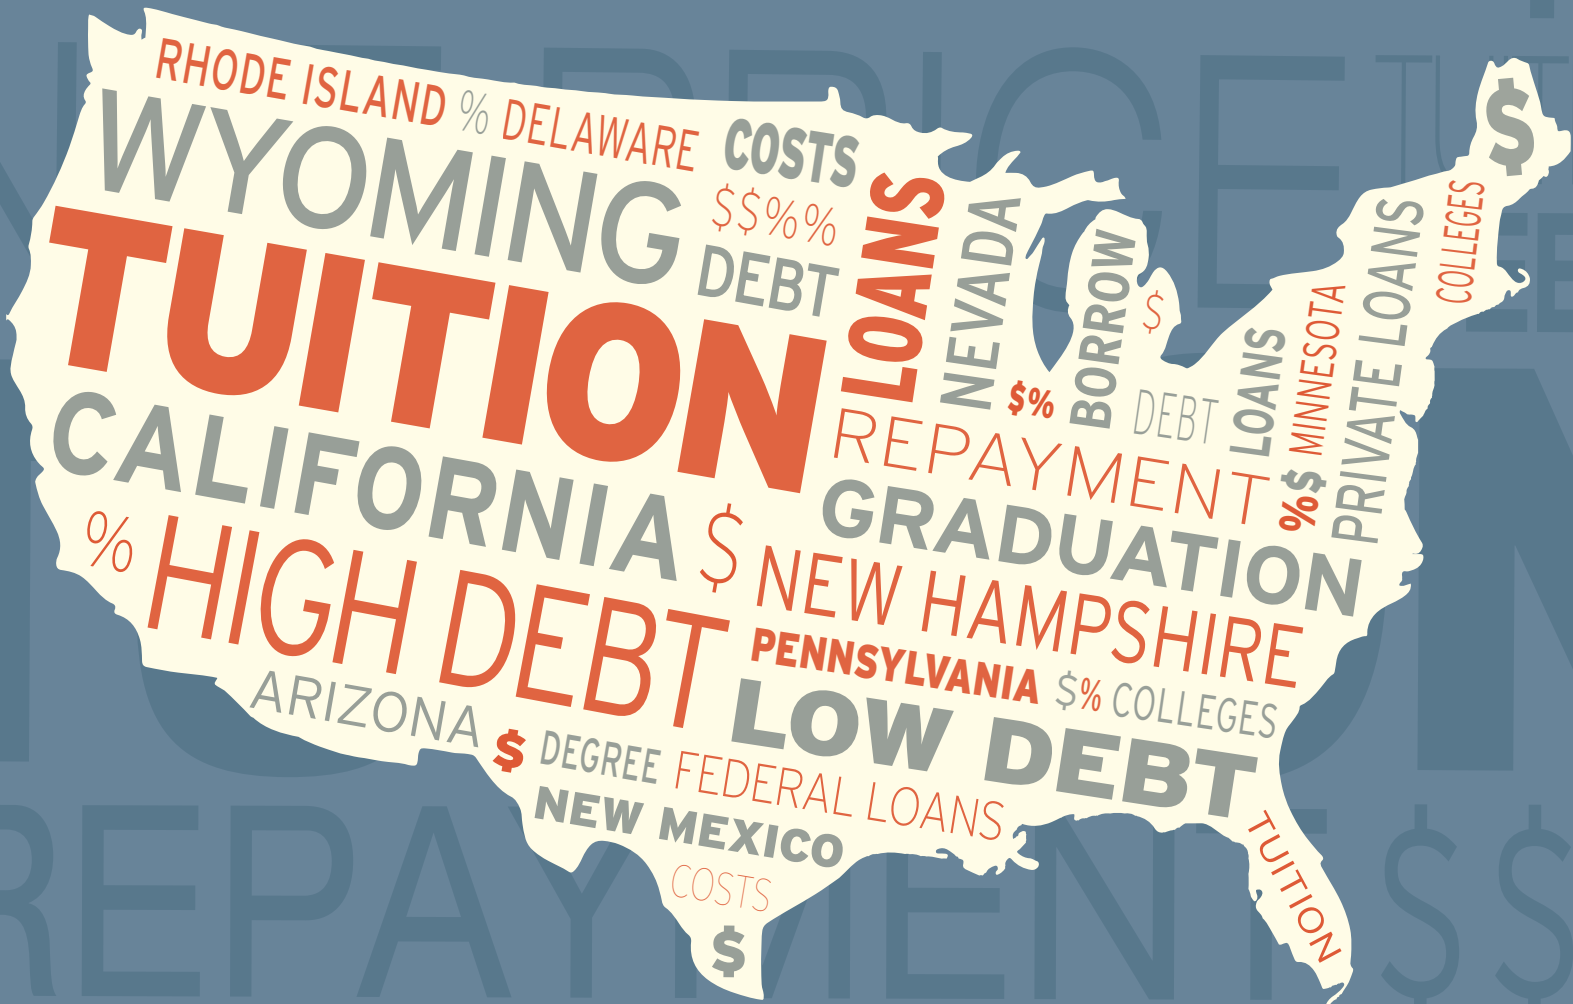 RHODE ISLAND % DELAWARE
COSTS
WYOMING
$$%%
DEBT
TUITION
LOANS
NEVADA
$%
BORROW
$
DEBT
LOANS
MINNESOTA
%$
PRIVATE LOANS
COLLEGES
$
REPAYMENT
CALIFORNIA
$
GRADUATION
% HIGH DEBT
NEW HAMPSHIRE
PENNSYLVANIA $% COLLEGES
LOW DEBT
ARIZONA
$ DEGREE FEDERAL LOANS
NEW MEXICO
COSTS
$
TUITION
PRICE
REPAYMENT$$